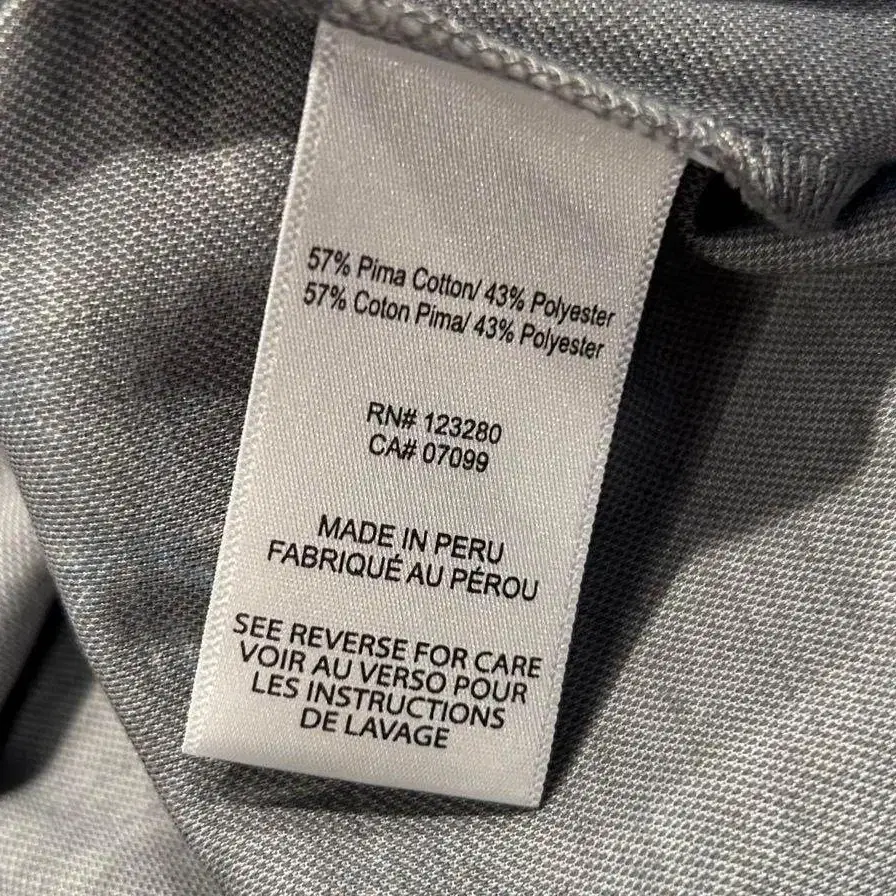 57% Pima Cotton/ 43% Polyester
57% Coton Pima/ 43% Polyester
RN# 123280
CA# 07099
MADE IN PERU
FABRIQUÉ AU PÉROU
SEE REVERSE FOR CARE
VOIR AU VERSO POUR
LES INSTRUCTIONS
DE LAVAGE